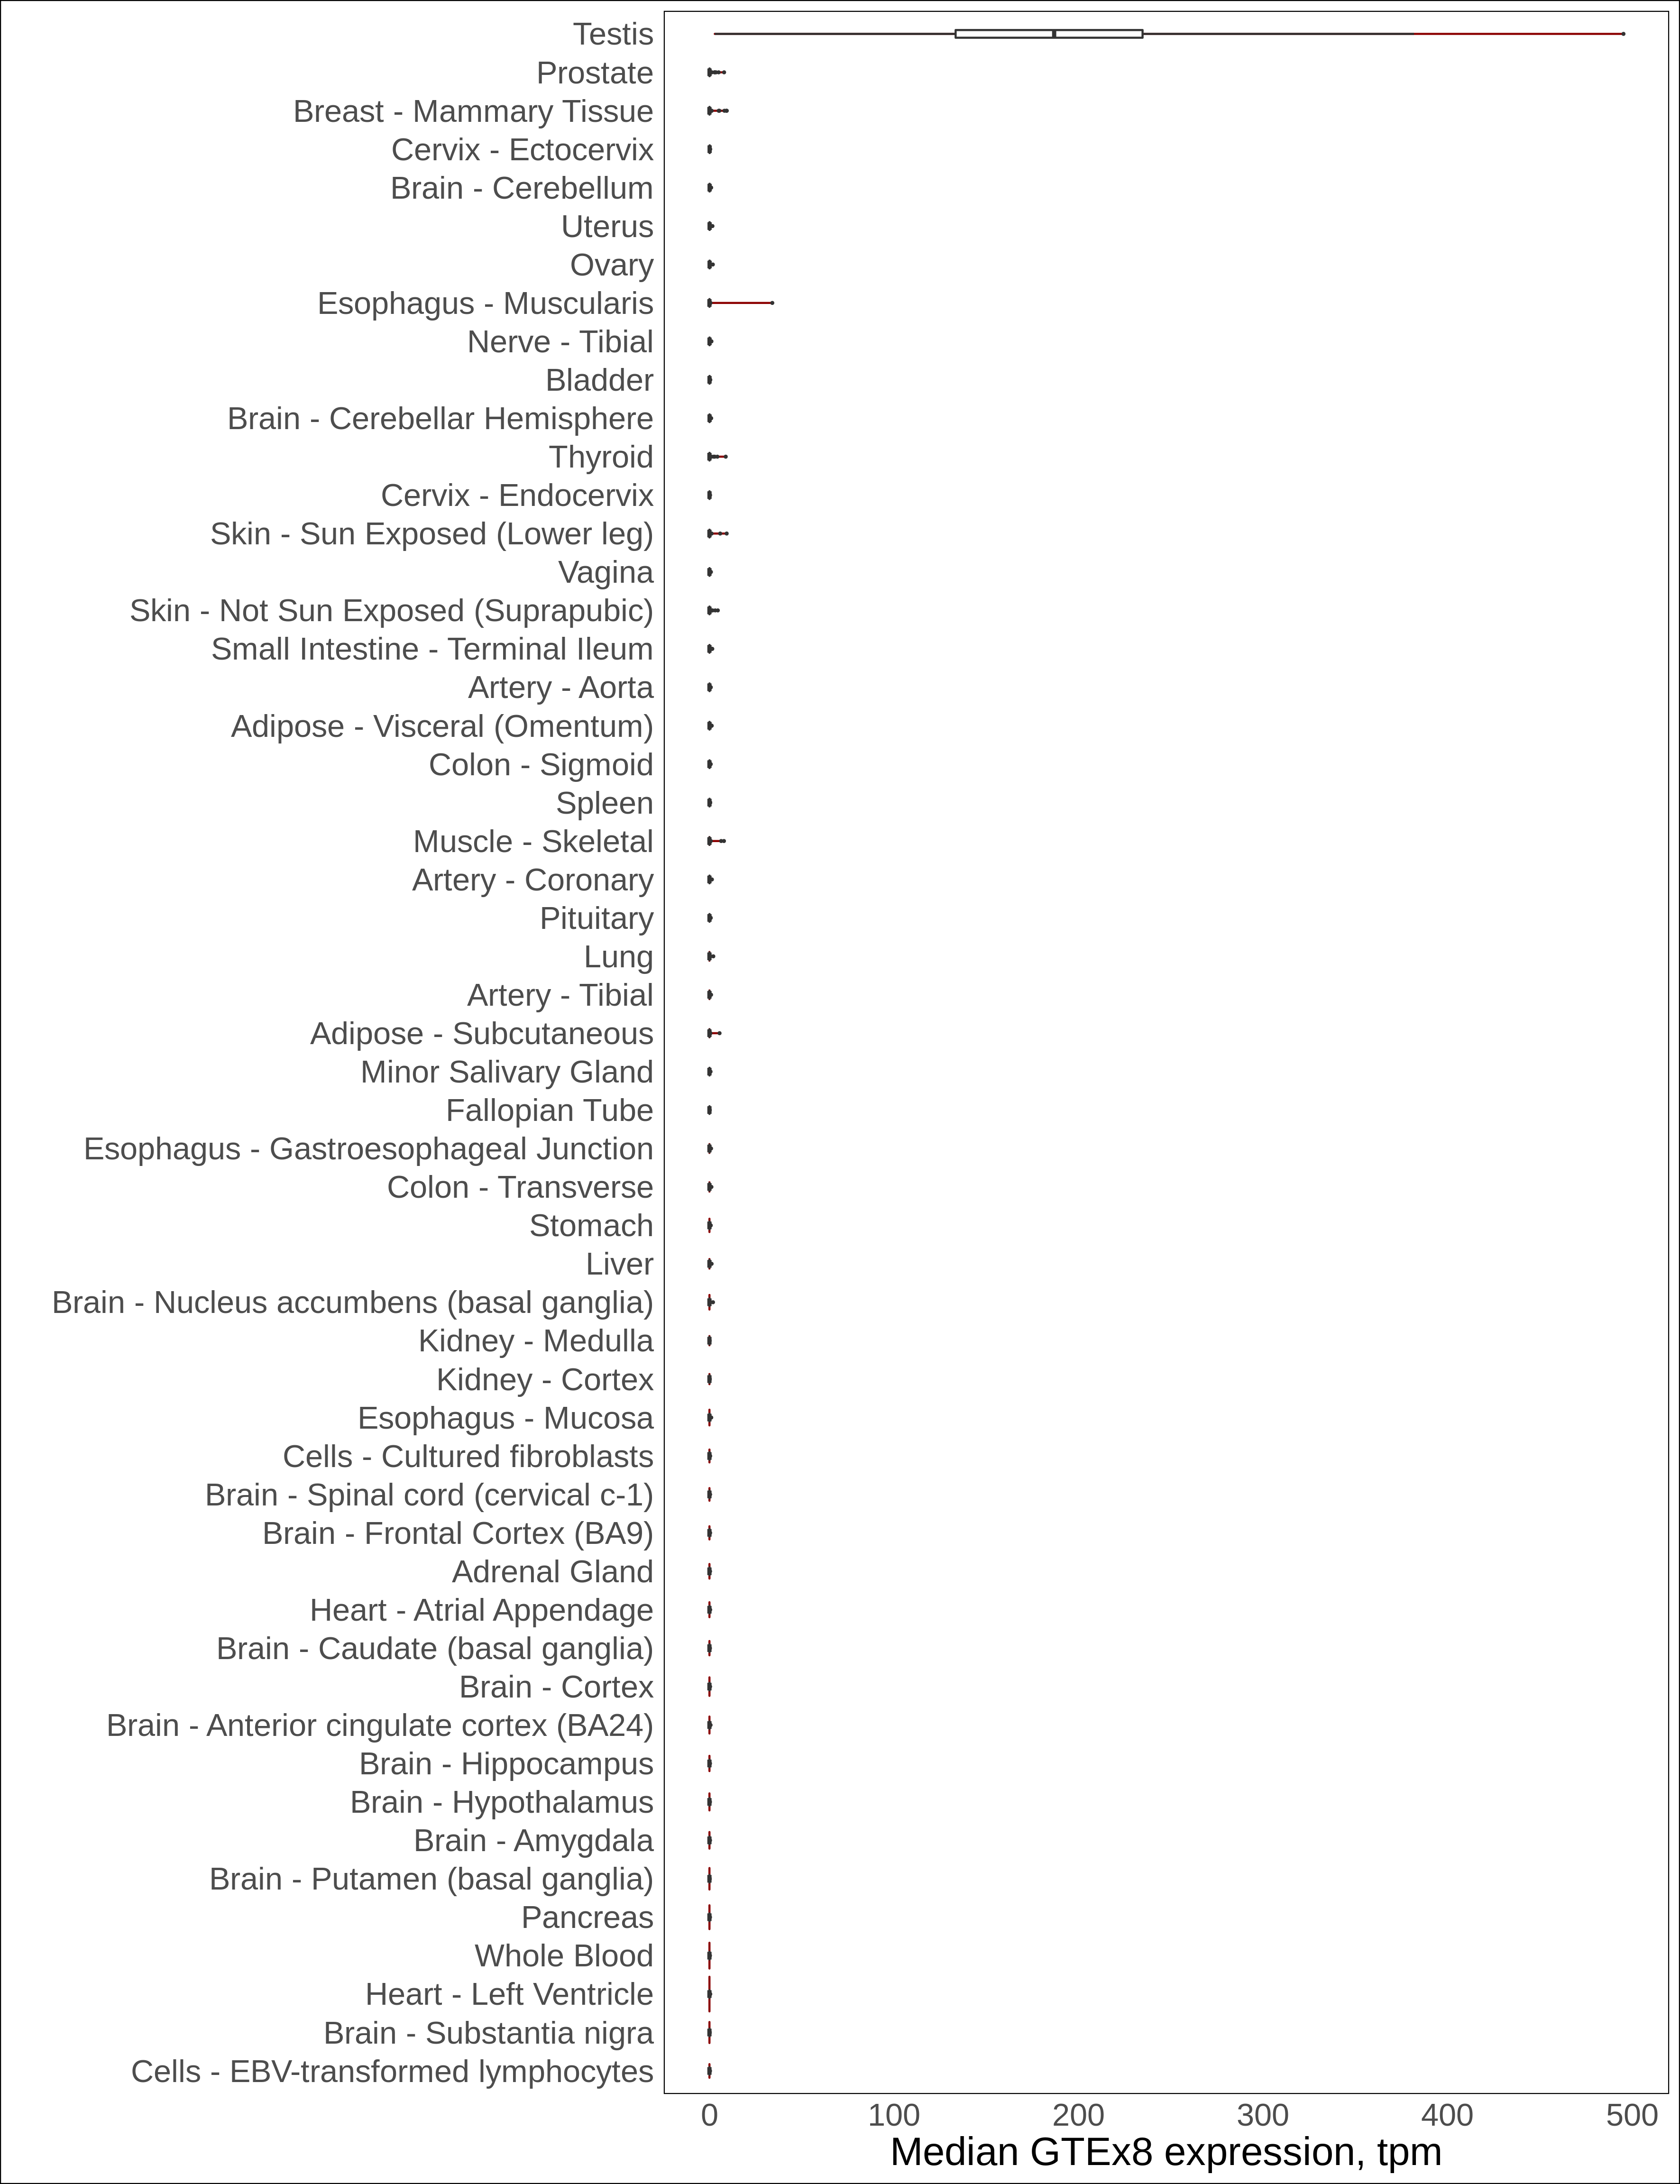 Testis
Prostate
Breast - Mammary Tissue
Cervix - Ectocervix
Brain - Cerebellum
Uterus
Ovary
Esophagus - Muscularis
Nerve - Tibial
Bladder
Brain - Cerebellar Hemisphere
Thyroid
Cervix - Endocervix
Skin - Sun Exposed (Lower leg)
Vagina
Skin - Not Sun Exposed (Suprapubic)
Small Intestine - Terminal Ileum
Artery - Aorta
Adipose - Visceral (Omentum)
Colon - Sigmoid
Spleen
Muscle - Skeletal
Artery - Coronary
Pituitary
Lung
Artery - Tibial
Adipose - Subcutaneous
Minor Salivary Gland
Fallopian Tube
Esophagus - Gastroesophageal Junction
Colon - Transverse
Stomach
Liver
Brain - Nucleus accumbens (basal ganglia)
Kidney - Medulla
Kidney - Cortex
Esophagus - Mucosa
Cells - Cultured fibroblasts
Brain - Spinal cord (cervical c-1)
Brain - Frontal Cortex (BA9)
Adrenal Gland
Heart - Atrial Appendage
Brain - Caudate (basal ganglia)
Brain - Cortex
Brain - Anterior cingulate cortex (BA24)
Brain - Hippocampus
Brain - Hypothalamus
Brain - Amygdala
Brain - Putamen (basal ganglia)
Pancreas
Whole Blood
Heart - Left Ventricle
Brain - Substantia nigra
Cells - EBV-transformed lymphocytes
0 100 200 300 400 500
Median GTEx8 expression, tpm